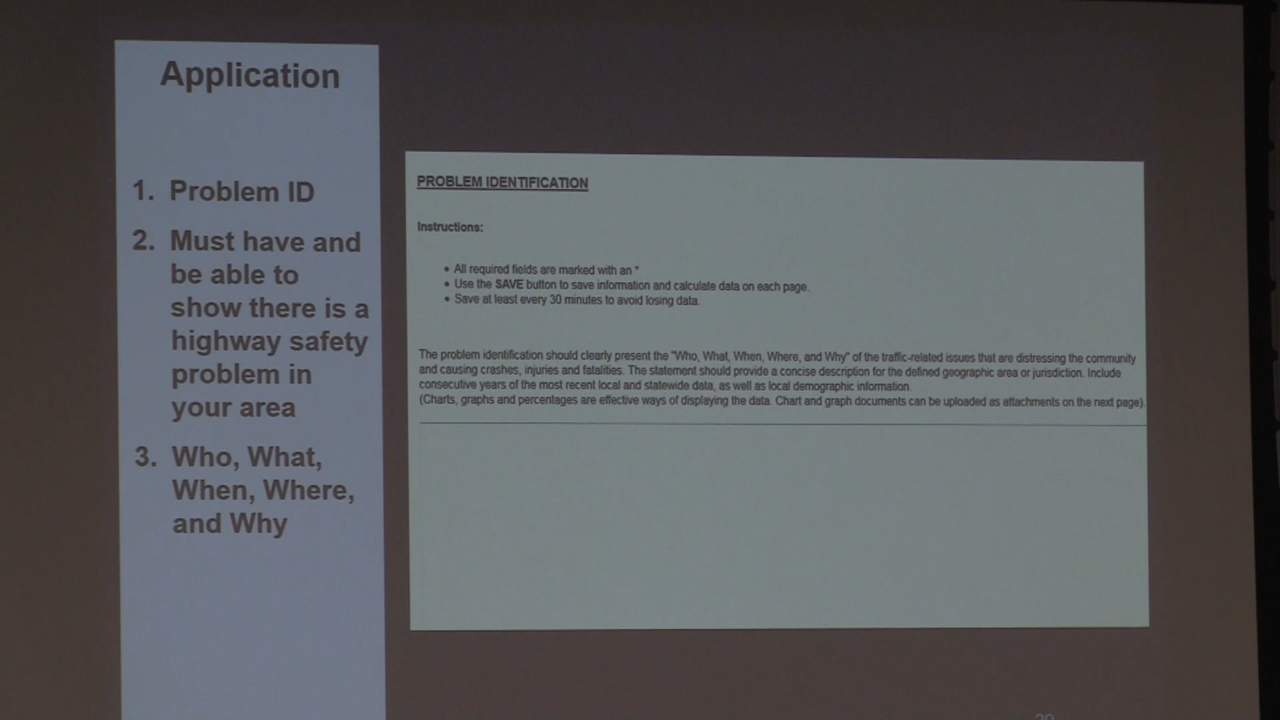 Application
1. Problem ID
2. Must have and
be able to
show there is a
highway safety
problem in
your area
3. Who, What,
When, Where,
and Why
PROBLEM IDENTIFICATION
Instructions:
• All required fields are marked with an *
• Use the SAVE button to save information and calculate data on each page.
• Save at least every 30 minutes to avoid losing data.
The problem identification should clearly present the "Who, What, When, Where, and Why" of the traffic-related issues that are distressing the community
and causing crashes, injuries and fatalities. The statement should provide a concise description for the defined geographic area or jurisdiction. Include
consecutive years of the most recent local and statewide data, as well as local demographic information.
(Charts, graphs and percentages are effective ways of displaying the data. Chart and graph documents can be uploaded as attachments on the next page).